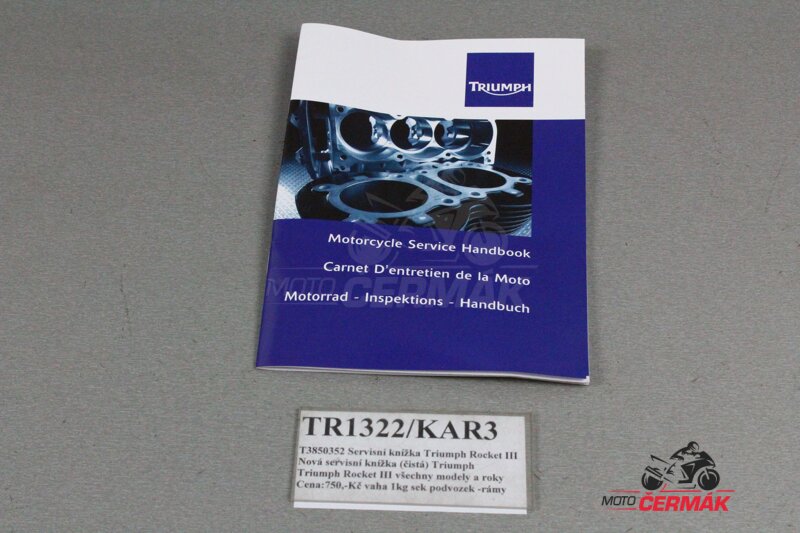 TRIUMPH
Motorcycle Service Handbook
Carnet D'entretien de la Moto
Motorrad - Inspektions - Handbuch
MOTO ČERMÁK
TR1322/KAR3
T3850352 Servisní knížka Triumph Rocket III
Nová servisní knížka (čistá) Triumph
Triumph Rocket III všechny modely a roky
Cena:750,-Kč vaha 1kg sek podvozek -rámy
MOTO ČERMÁK